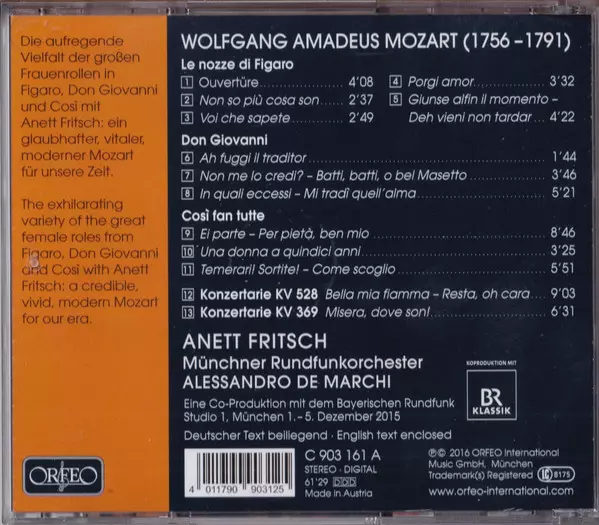 Die aufregende
Vielfalt der großen
Frauenrollen in
Figaro, Don Giovanni
und Così mit
Anett Fritsch: ein
glaubhafter, vitaler,
moderner Mozart
für unsere Zeit.
The exhilarating
variety of the great
female roles from
Figaro, Don Giovanni
and Così with Anett
Fritsch: a credible,
vivid, modern Mozart
for our era.
ORFEO
WOLFGANG AMADEUS MOZART (1756 –1791)
Le nozze di Figaro
1 Ouvertüre 4'08
2 Non so più cosa son 2'37
3 Voi che sapete 2'49
4 Porgi amor 3'32
5 Giunse alfin il momento –
Deh vieni non tardar 4'22
Don Giovanni
6 Ah fuggi il traditor 1'44
7 Non me lo credi? – Batti, batti, o bel Masetto 3'46
8 In quali eccessi – Mi tradì quell'alma 5'21
Così fan tutte
9 Ei parte – Per pietà, ben mio 8'46
10 Una donna a quindici anni 3'25
11 Temerari! Sortite! – Come scoglio 5'51
12 Konzertarie KV 528 Bella mia fiamma – Resta, oh cara 9'03
13 Konzertarie KV 369 Misera, dove son! 6'31
ANETT FRITSCH
Münchner Rundfunkorchester
ALESSANDRO DE MARCHI
Eine Co-Produktion mit dem Bayerischen Rundfunk
Studio 1, München 1.– 5. Dezember 2015
Deutscher Text beiliegend · English text enclosed
KOPRODUKTION MIT
BR
KLASSIK
4 011790 903125
C 903 161 A
STEREO · DIGITAL
61'29 DDD
Made in Austria
℗© 2016 ORFEO International
Music GmbH, München
Trademark(s) Registered
LC 8175
www.orfeo-international.com